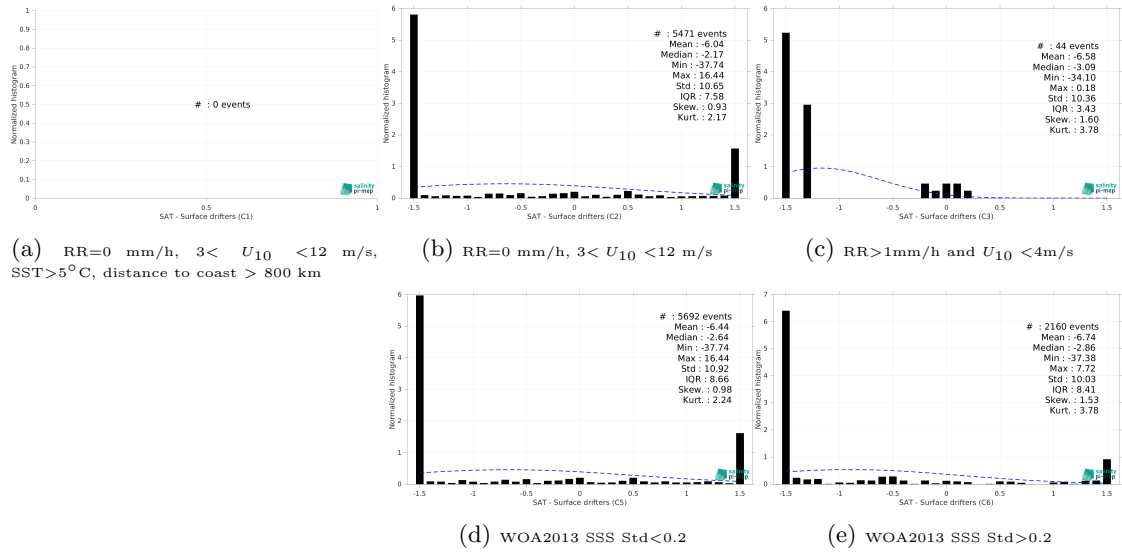 1
0.9
0.8
0.7
0.6
0.5
0.4
0.3
0.2
0.1
0
Normalized histogram
# : 0 events
salinity
pi-mep
0 0.5 1
SAT - Surface drifters (C1)
(a) RR=0 mm/h, 3< U10 <12 m/s,
SST>5°C, distance to coast > 800 km
6
5
4
3
2
1
0
Normalized histogram
# : 5471 events
Mean : -6.04
Median : -2.17
Min : -37.74
Max : 16.44
Std : 10.65
IQR : 7.58
Skew. : 0.93
Kurt. : 2.17
salinity
pi-mep
-1.5 -1 -0.5 0 0.5 1 1.5
SAT - Surface drifters (C2)
(b) RR=0 mm/h, 3< U10 <12 m/s
6
5
4
3
2
1
0
Normalized histogram
# : 44 events
Mean : -6.58
Median : -3.09
Min : -34.10
Max : 0.18
Std : 10.36
IQR : 3.43
Skew. : 1.60
Kurt. : 3.78
salinity
pi-mep
-1.5 -1 -0.5 0 0.5 1 1.5
SAT - Surface drifters (C3)
(c) RR>1mm/h and U10 <4m/s
6
5
4
3
2
1
0
Normalized histogram
# : 5692 events
Mean : -6.44
Median : -2.64
Min : -37.74
Max : 16.44
Std : 10.92
IQR : 8.66
Skew. : 0.98
Kurt. : 2.24
salinity
pi-mep
-1.5 -1 -0.5 0 0.5 1 1.5
SAT - Surface drifters (C5)
(d) WOA2013 SSS Std<0.2
7
6
5
4
3
2
1
0
Normalized histogram
# : 2160 events
Mean : -6.74
Median : -2.86
Min : -37.38
Max : 7.72
Std : 10.03
IQR : 8.41
Skew. : 1.53
Kurt. : 3.78
salinity
pi-mep
-1.5 -1 -0.5 0 0.5 1 1.5
SAT - Surface drifters (C6)
(e) WOA2013 SSS Std>0.2